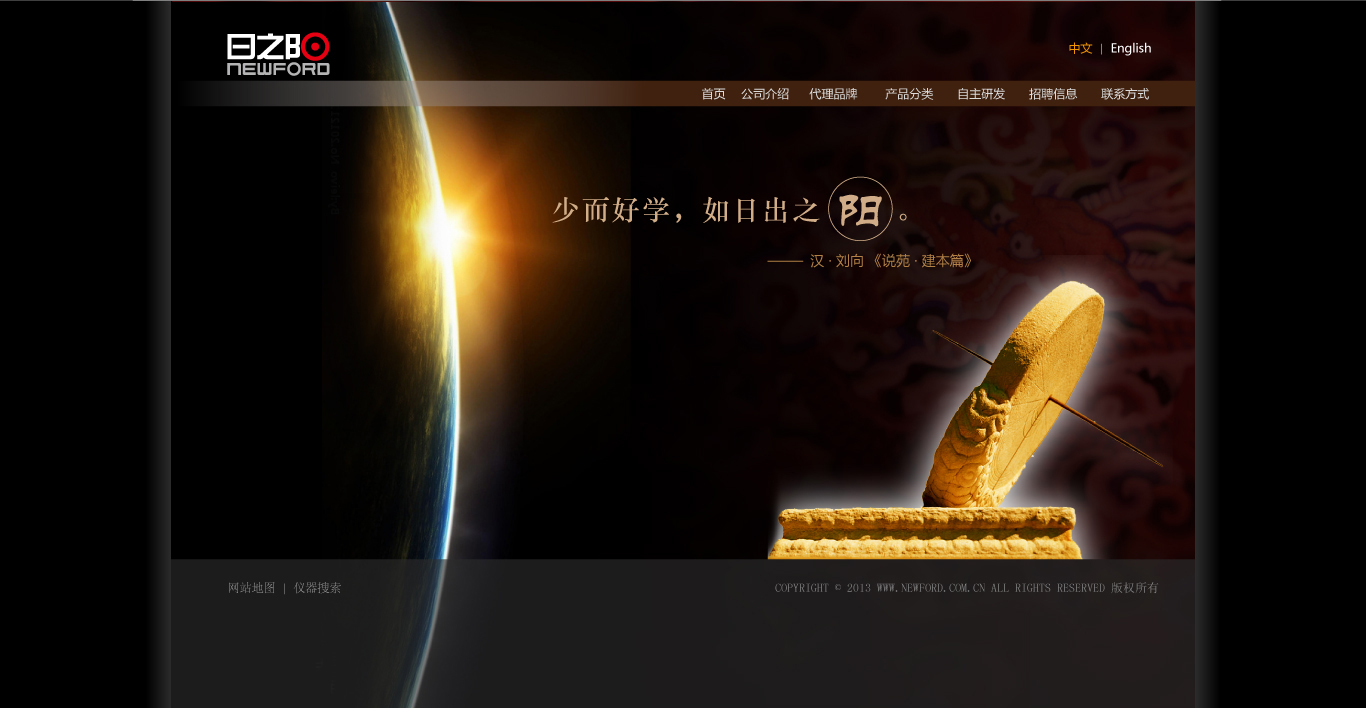 日之阳
NEWFORD
中文 | English
首页 公司介绍 代理品牌 产品分类 自主研发 招聘信息 联系方式
少而好学，如日出之阳。
—— 汉 · 刘向 《说苑 · 建本篇》
网站地图 | 仪器搜索
COPYRIGHT © 2013 WWW.NEWFORD.COM.CN ALL RIGHTS RESERVED 版权所有